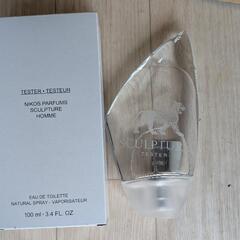 TESTER • TESTEUR
NIKOS PARFUMS
SCULPTURE
HOMME
EAU DE TOILETTE
NATURAL SPRAY - VAPORISATEUR
100 ml · 3.4 FL. OZ
SCULPTURE
TESTER